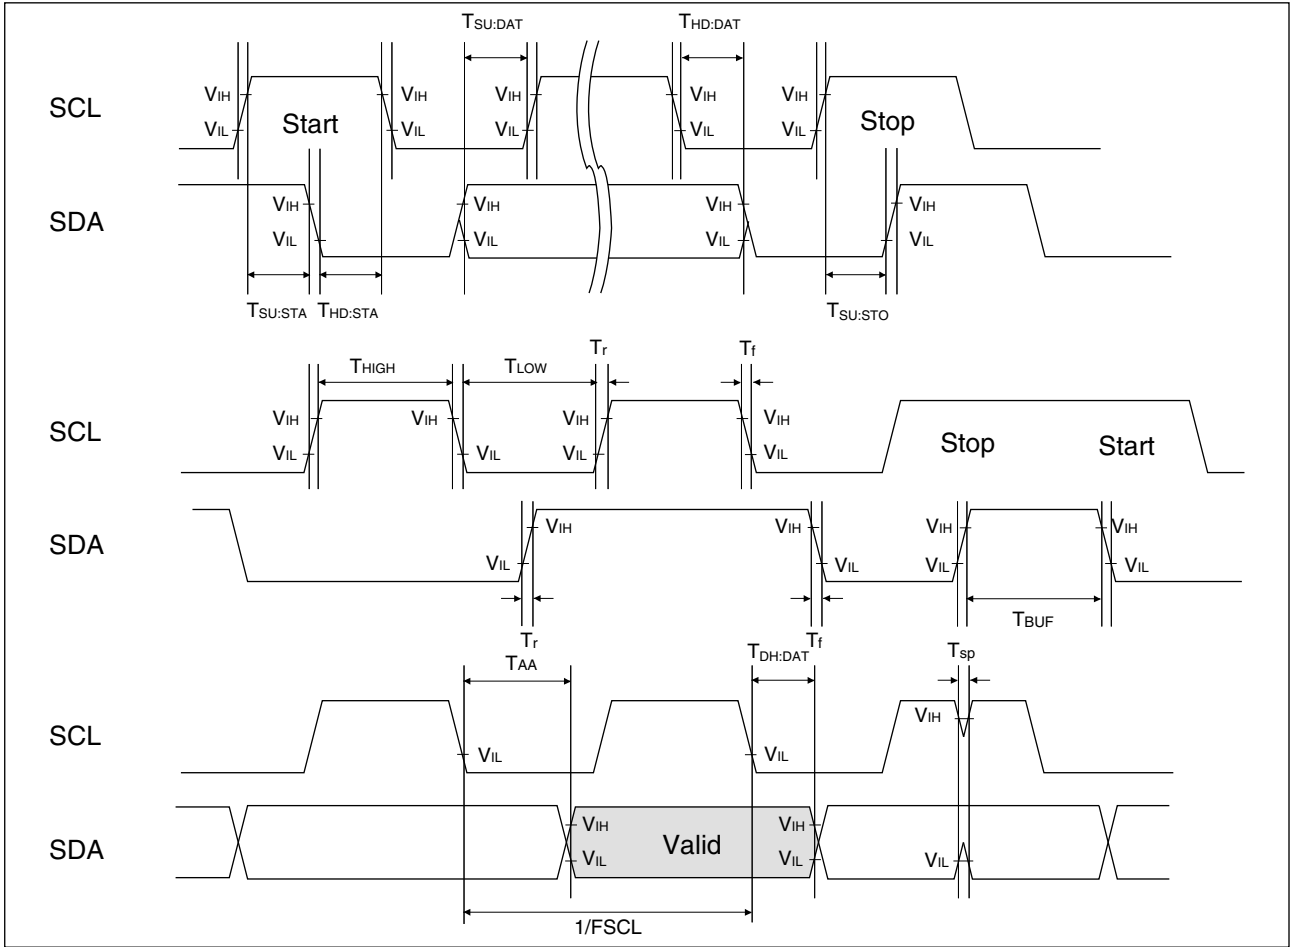 TSU:DAT THD:DAT
SCL VIH VIH VIH VIH VIH
Start Stop
VIL VIL VIL VIL VIL
SDA VIH VIH VIH VIH
VIL VIL VIL VIL
TSU:STA THD:STA TSU:STO
THIGH TLOW Tr Tf
SCL VIH VIH VIH VIH
Stop Start
VIL VIL VIL VIL
SDA VIH VIH VIH VIH
VIL VIL VIL VIL
TBUF
Tr Tf
TAA TDH:DAT Tsp
SCL VIH
VIL VIL
SDA VIH Valid VIH
VIL VIL VIL
1/FSCL